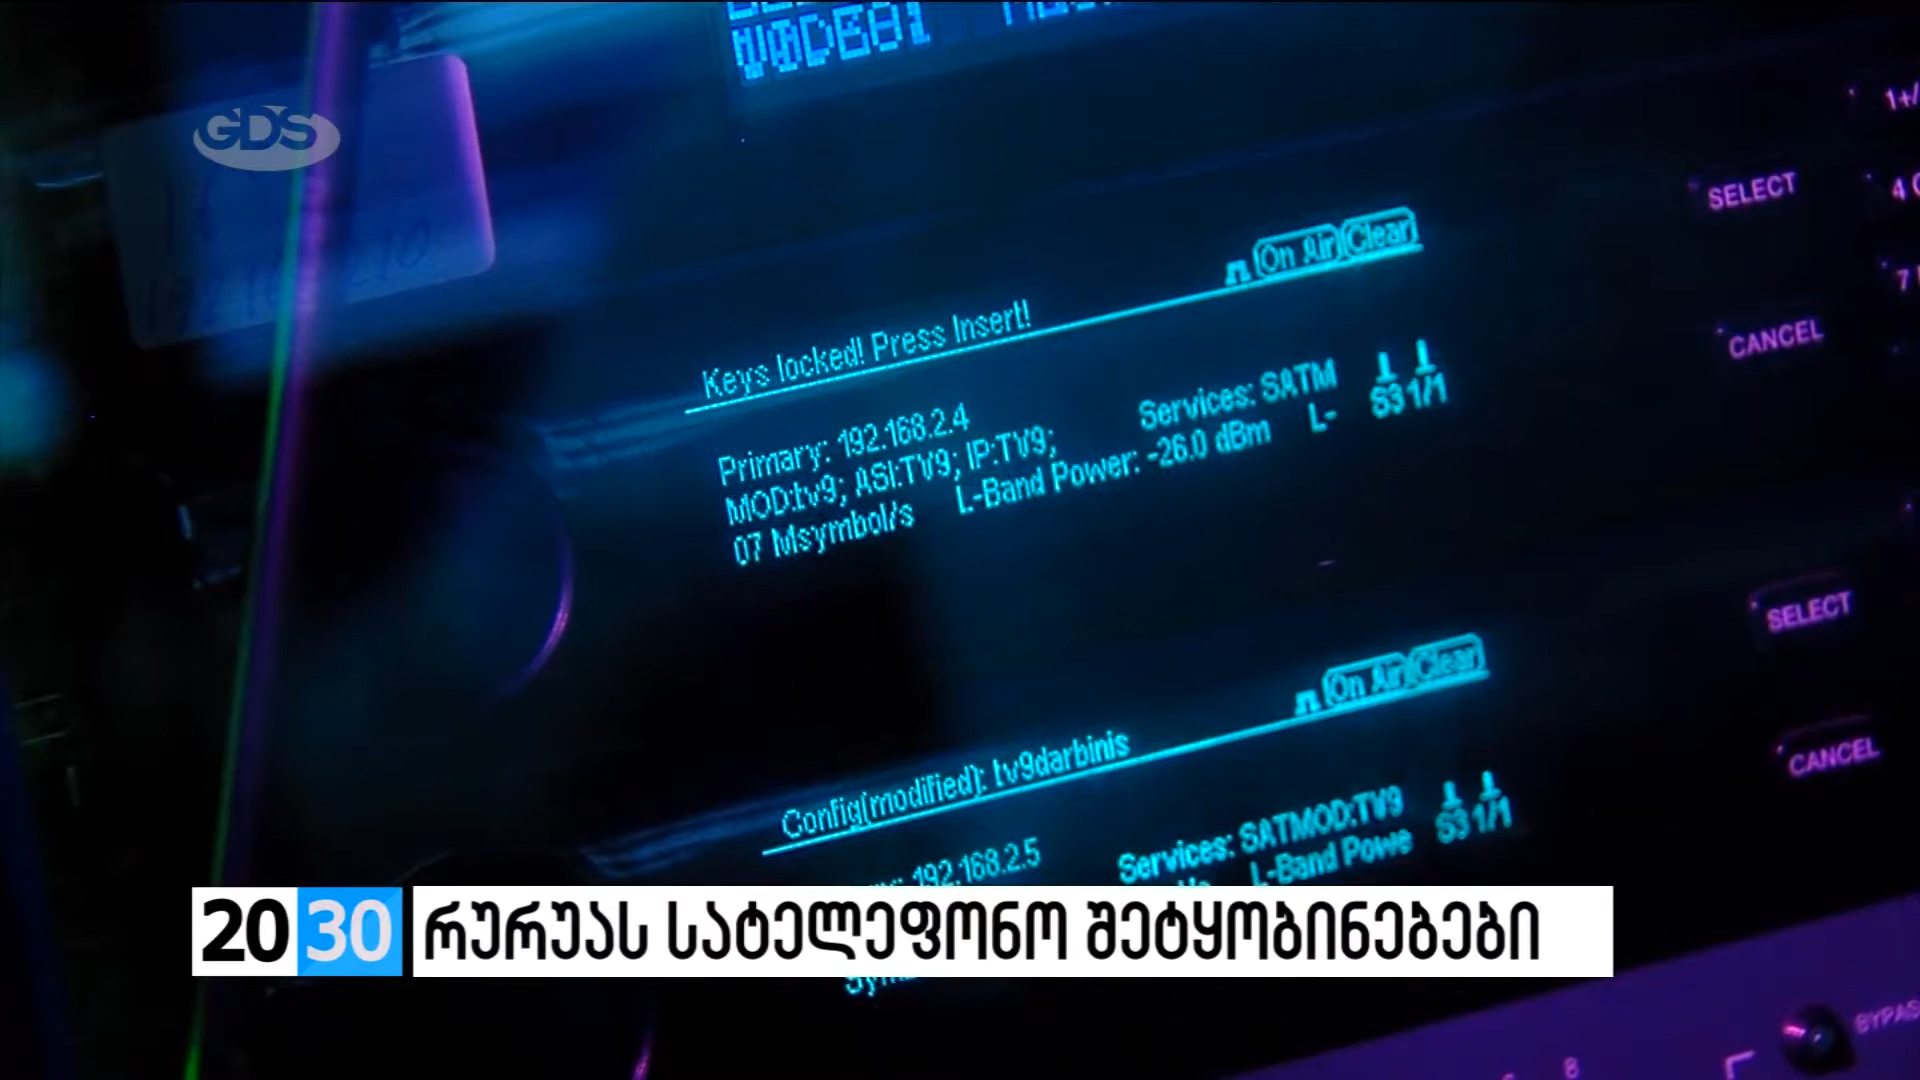 GDS
1+/
SELECT
On Air Clear
Keys locked! Press Insert!
CANCEL
Primary: 192.168.2.4 Services: SATM
MOD:tv9; ASI:TV9; IP:TV9; L- S3 1/1
07 Msymbol/s L-Band Power: -26.0 dBm
SELECT
On Air Clear
Config(modified): tv9darbinis
CANCEL
192.168.2.5 Services: SATMOD:TV9
L-Band Powe S3 1/1
20 30 რურუას სატელეფონო შეტყობინებები
8